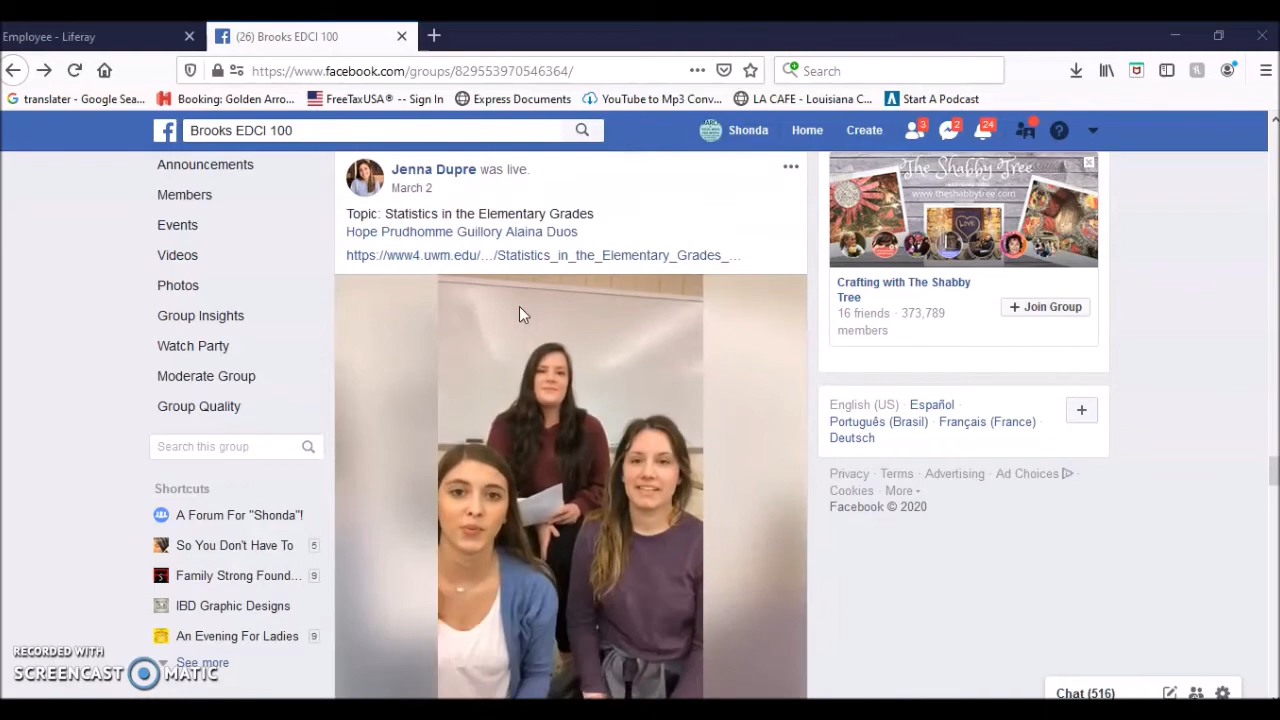 Employee - Liferay
(26) Brooks EDCI 100
https://www.facebook.com/groups/829553970546364/
Search
translater - Google Sea...
Booking: Golden Arro...
FreeTaxUSA® -- Sign In
Express Documents
YouTube to Mp3 Conv...
LA CAFE - Louisiana C...
Start A Podcast
Brooks EDCI 100
Shonda
Home
Create
3
2
24
Announcements
Members
Events
Videos
Photos
Group Insights
Watch Party
Moderate Group
Group Quality
Search this group
Shortcuts
A Forum For "Shonda"!
So You Don't Have To 5
Family Strong Found... 9
IBD Graphic Designs
An Evening For Ladies 9
See more
RECORDED WITH
SCREENCAST MATIC
Jenna Dupre was live.
March 2
Topic: Statistics in the Elementary Grades
Hope Prudhomme Guillory Alaina Duos
https://www4.uwm.edu/.../Statistics_in_the_Elementary_Grades_...
The Shabby Tree
www.theshabbytree.com
LIVE
Crafting with The Shabby
Tree
16 friends · 373,789
members
+ Join Group
English (US) · Español ·
Português (Brasil) · Français (France) ·
Deutsch
Privacy · Terms · Advertising · Ad Choices ·
Cookies · More
Facebook © 2020
Chat (516)